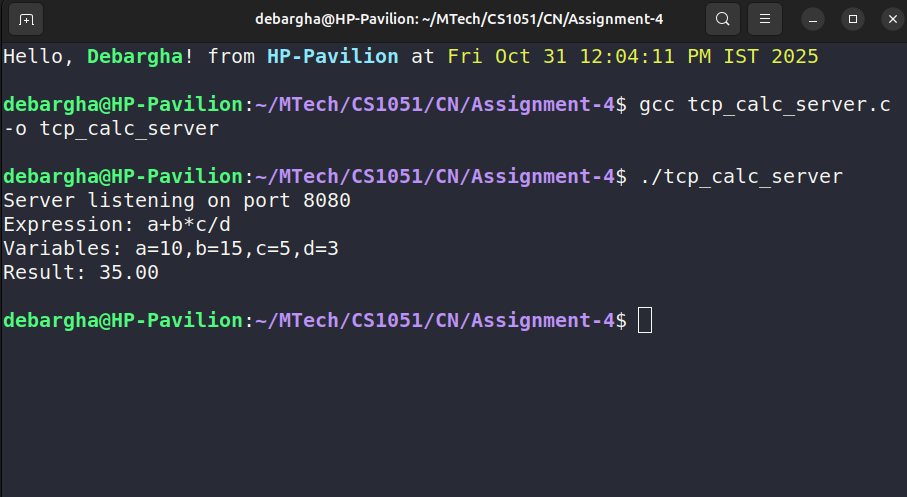 debargha@HP-Pavilion: ~/MTech/CS1051/CN/Assignment-4
Hello, Debargha! from HP-Pavilion at Fri Oct 31 12:04:11 PM IST 2025
debargha@HP-Pavilion:~/MTech/CS1051/CN/Assignment-4$ gcc tcp_calc_server.c
-o tcp_calc_server
debargha@HP-Pavilion:~/MTech/CS1051/CN/Assignment-4$ ./tcp_calc_server
Server listening on port 8080
Expression: a+b*c/d
Variables: a=10,b=15,c=5,d=3
Result: 35.00
debargha@HP-Pavilion:~/MTech/CS1051/CN/Assignment-4$